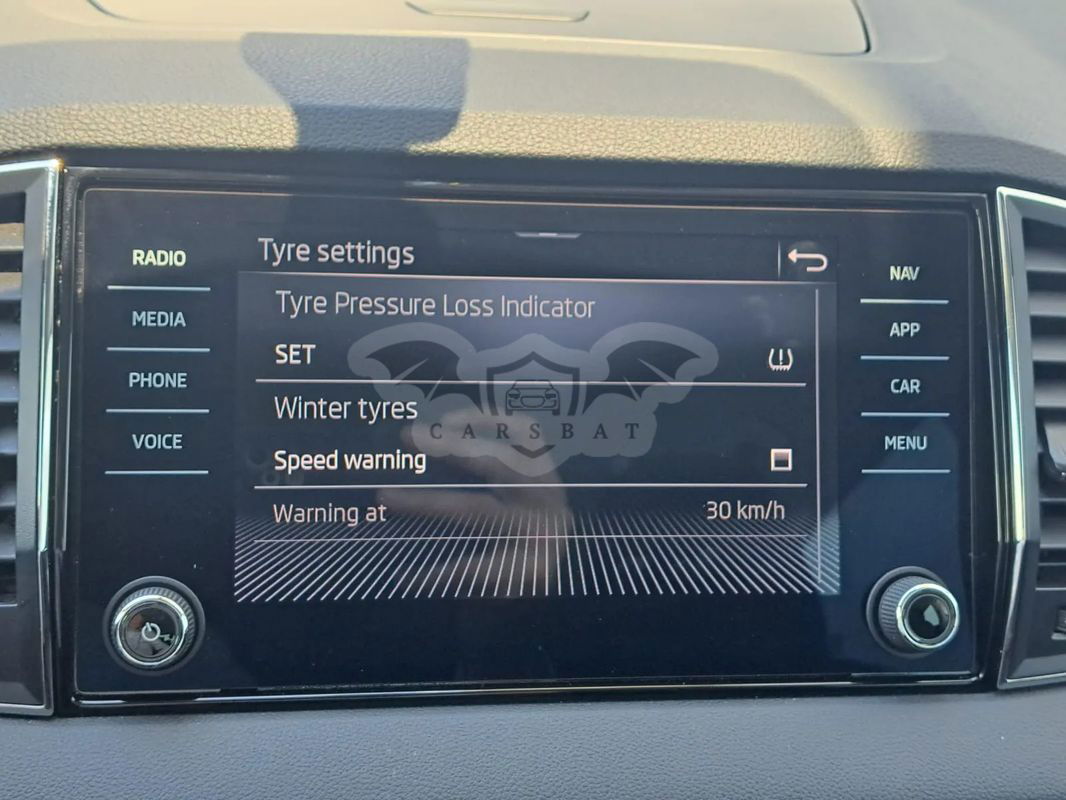 RADIO
MEDIA
PHONE
VOICE
Tyre settings
Tyre Pressure Loss Indicator
SET
Winter tyres
Speed warning
Warning at 30 km/h
NAV
APP
CAR
MENU
CARSBAT